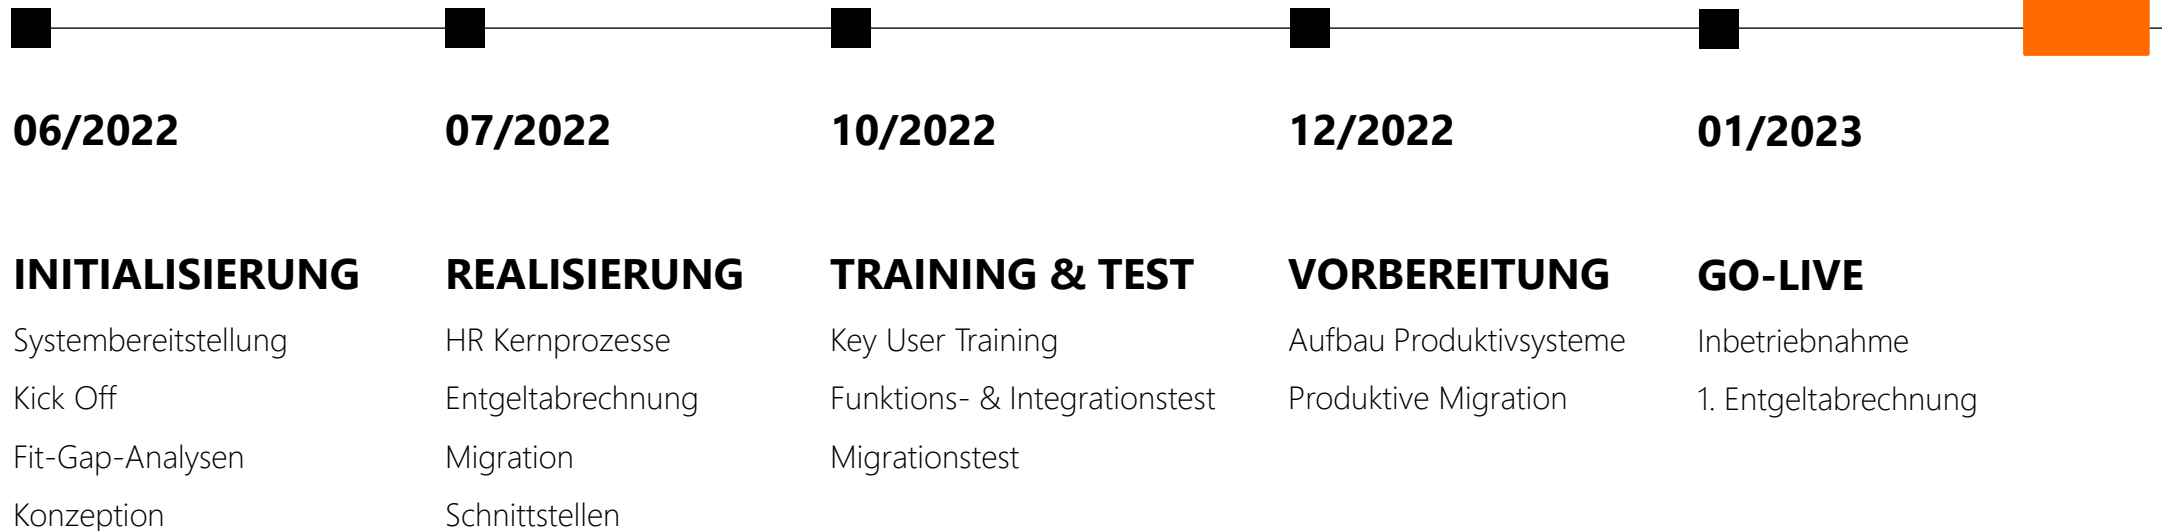 06/2022
07/2022
10/2022
12/2022
01/2023
INITIALISIERUNG
Systembereitstellung
Kick Off
Fit-Gap-Analysen
Konzeption
REALISIERUNG
HR Kernprozesse
Entgeltabrechnung
Migration
Schnittstellen
TRAINING & TEST
Key User Training
Funktions- & Integrationstest
Migrationstest
VORBEREITUNG
Aufbau Produktivsysteme
Produktive Migration
GO-LIVE
Inbetriebnahme
1. Entgeltabrechnung